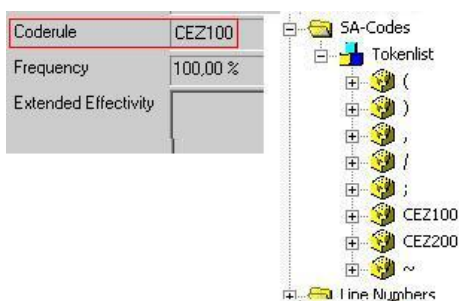 Coderule CEZ100
Frequency 100,00 %
Extended Effectivity
SA-Codes
Tokenlist
(
)
,
/
;
CEZ100
CEZ200
~
Line Numbers